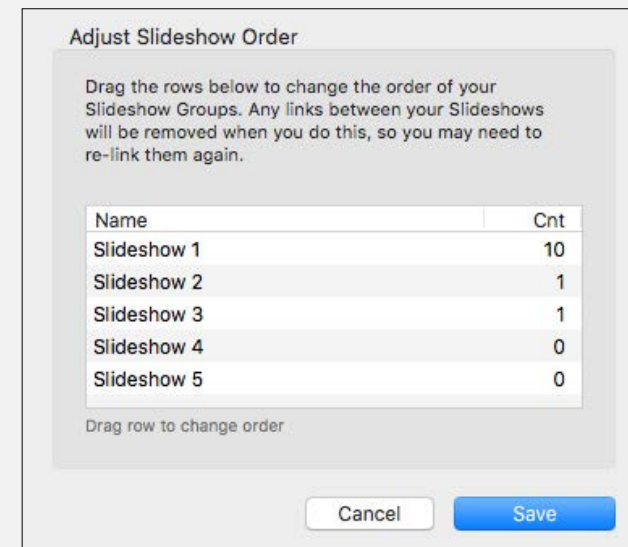 Adjust Slideshow Order
Drag the rows below to change the order of your
Slideshow Groups. Any links between your Slideshows
will be removed when you do this, so you may need to
re-link them again.
Name Cnt
Slideshow 1 10
Slideshow 2 1
Slideshow 3 1
Slideshow 4 0
Slideshow 5 0
Drag row to change order
Cancel Save